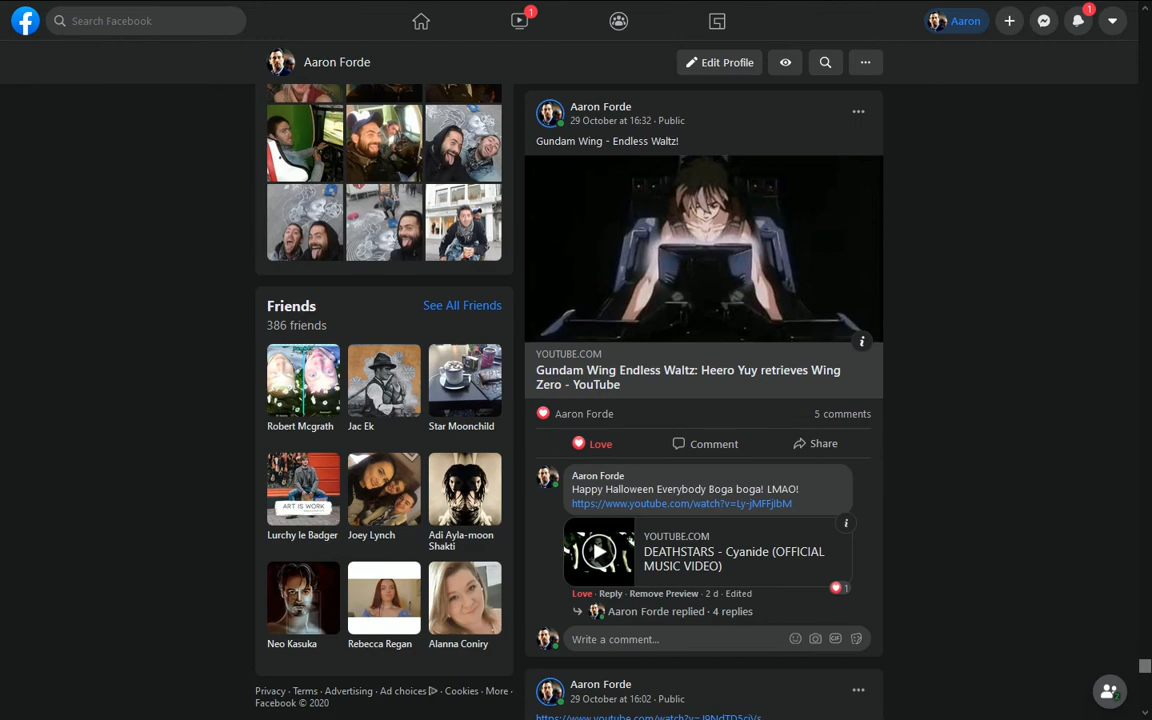 Search Facebook
1
Aaron
1
Aaron Forde
Edit Profile
Friends
See All Friends
386 friends
Robert Mcgrath
Jac Ek
Star Moonchild
ART IS WORK
Lurchy le Badger
Joey Lynch
Adi Ayla-moon
Shakti
Neo Kasuka
Rebecca Regan
Alanna Coniry
Privacy · Terms · Advertising · Ad choices · Cookies · More ·
Facebook © 2020
Aaron Forde
29 October at 16:32 · Public
Gundam Wing - Endless Waltz!
YOUTUBE.COM
Gundam Wing Endless Waltz: Heero Yuy retrieves Wing
Zero - YouTube
Aaron Forde
5 comments
Love
Comment
Share
Aaron Forde
Happy Halloween Everybody Boga boga! LMAO!
https://www.youtube.com/watch?v=Ly-jMFFjlbM
YOUTUBE.COM
DEATHSTARS - Cyanide (OFFICIAL
MUSIC VIDEO)
1
Love · Reply · Remove Preview · 2 d · Edited
Aaron Forde replied · 4 replies
Write a comment...
GIF
Aaron Forde
29 October at 16:02 · Public